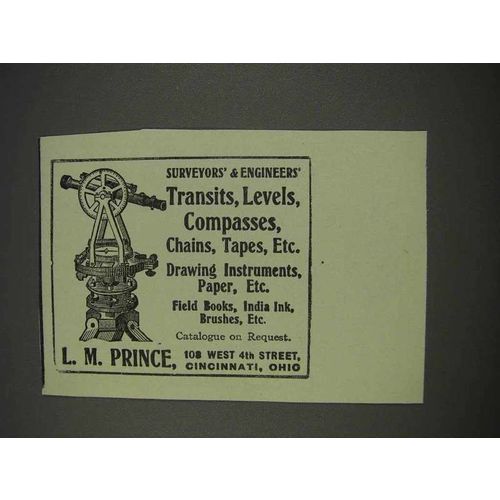 SURVEYORS' & ENGINEERS'
Transits, Levels,
Compasses,
Chains, Tapes, Etc.
Drawing Instruments,
Paper, Etc.
Field Books, India Ink,
Brushes, Etc.
Catalogue on Request.
L. M. PRINCE, 108 WEST 4th STREET,
CINCINNATI, OHIO